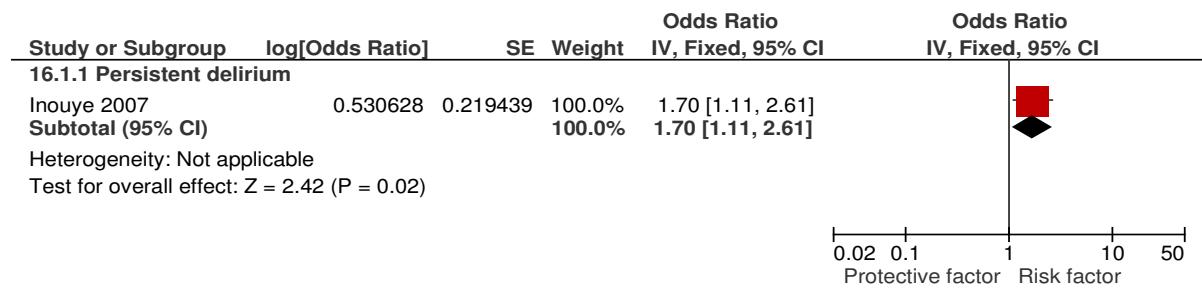 Odds Ratio Odds Ratio
Study or Subgroup log[Odds Ratio] SE Weight IV, Fixed, 95% CI IV, Fixed, 95% CI
16.1.1 Persistent delirium
Inouye 2007 0.530628 0.219439 100.0% 1.70 [1.11, 2.61]
Subtotal (95% CI) 100.0% 1.70 [1.11, 2.61]
Heterogeneity: Not applicable
Test for overall effect: Z = 2.42 (P = 0.02)
0.02 0.1 1 10 50
Protective factor Risk factor